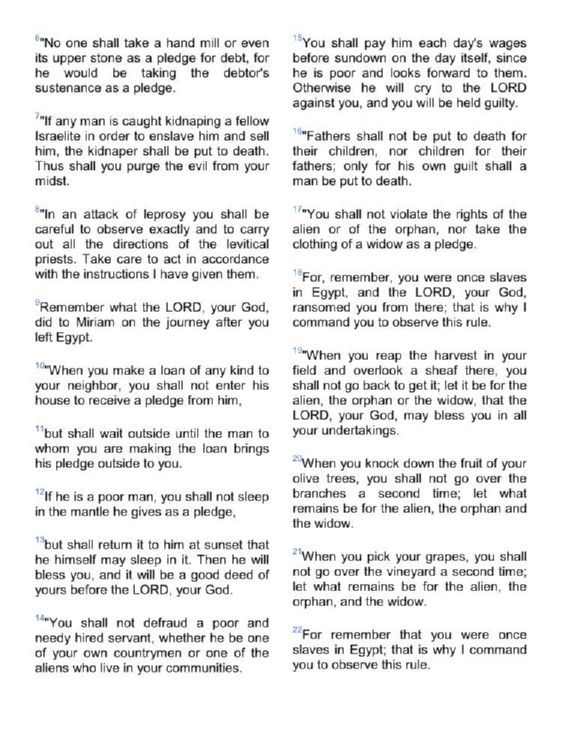 6"No one shall take a hand mill or even
its upper stone as a pledge for debt, for
he would be taking the debtor's
sustenance as a pledge.
7"If any man is caught kidnaping a fellow
Israelite in order to enslave him and sell
him, the kidnaper shall be put to death.
Thus shall you purge the evil from your
midst.
8"In an attack of leprosy you shall be
careful to observe exactly and to carry
out all the directions of the levitical
priests. Take care to act in accordance
with the instructions I have given them.
9Remember what the LORD, your God,
did to Miriam on the journey after you
left Egypt.
10"When you make a loan of any kind to
your neighbor, you shall not enter his
house to receive a pledge from him,
11but shall wait outside until the man to
whom you are making the loan brings
his pledge outside to you.
12If he is a poor man, you shall not sleep
in the mantle he gives as a pledge,
13but shall return it to him at sunset that
he himself may sleep in it. Then he will
bless you, and it will be a good deed of
yours before the LORD, your God.
14"You shall not defraud a poor and
needy hired servant, whether he be one
of your own countrymen or one of the
aliens who live in your communities.
15You shall pay him each day's wages
before sundown on the day itself, since
he is poor and looks forward to them.
Otherwise he will cry to the LORD
against you, and you will be held guilty.
16"Fathers shall not be put to death for
their children, nor children for their
fathers; only for his own guilt shall a
man be put to death.
17"You shall not violate the rights of the
alien or of the orphan, nor take the
clothing of a widow as a pledge.
18For, remember, you were once slaves
in Egypt, and the LORD, your God,
ransomed you from there; that is why I
command you to observe this rule.
19"When you reap the harvest in your
field and overlook a sheaf there, you
shall not go back to get it; let it be for the
alien, the orphan or the widow, that the
LORD, your God, may bless you in all
your undertakings.
20When you knock down the fruit of your
olive trees, you shall not go over the
branches a second time; let what
remains be for the alien, the orphan and
the widow.
21When you pick your grapes, you shall
not go over the vineyard a second time;
let what remains be for the alien, the
orphan, and the widow.
22For remember that you were once
slaves in Egypt; that is why I command
you to observe this rule.